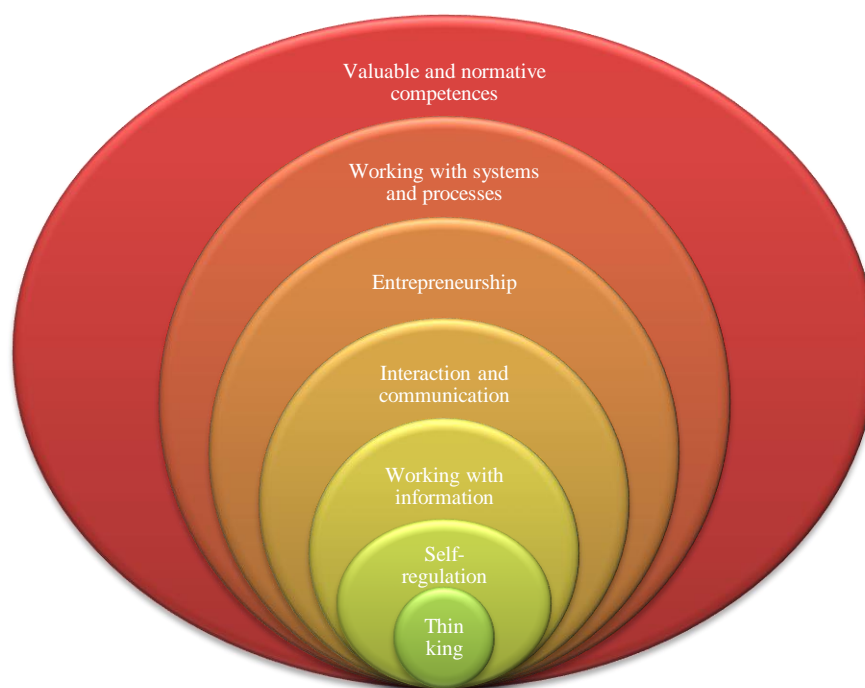 Valuable and normative
competences
Working with systems
and processes
Entrepreneurship
Interaction and
communication
Working with
information
Self-
regulation
Thin
king